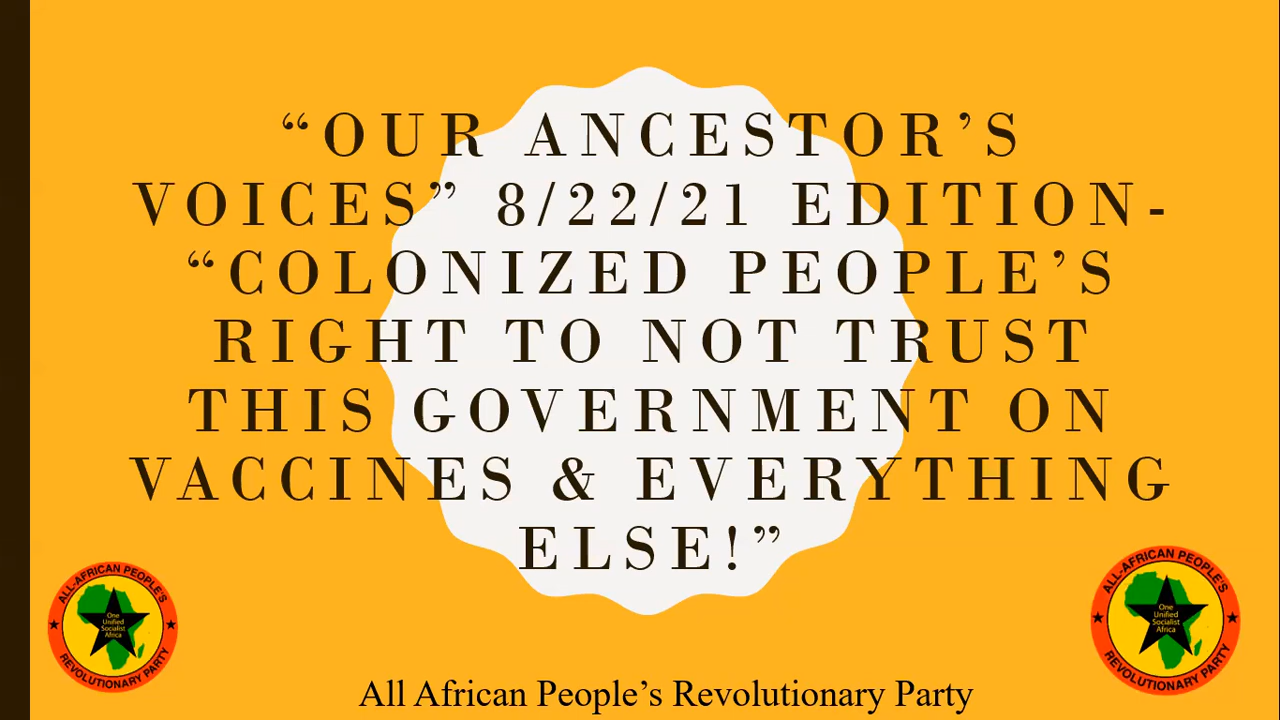 “OUR ANCESTOR’S
VOICES” 8/22/21 EDITION-
“COLONIZED PEOPLE’S
RIGHT TO NOT TRUST
THIS GOVERNMENT ON
VACCINES & EVERYTHING
ELSE!”
ALL-AFRICAN PEOPLE'S
One
Unified
Socialist
Africa
REVOLUTIONARY PARTY
ALL-AFRICAN PEOPLE'S
One
Unified
Socialist
Africa
REVOLUTIONARY PARTY
All African People’s Revolutionary Party